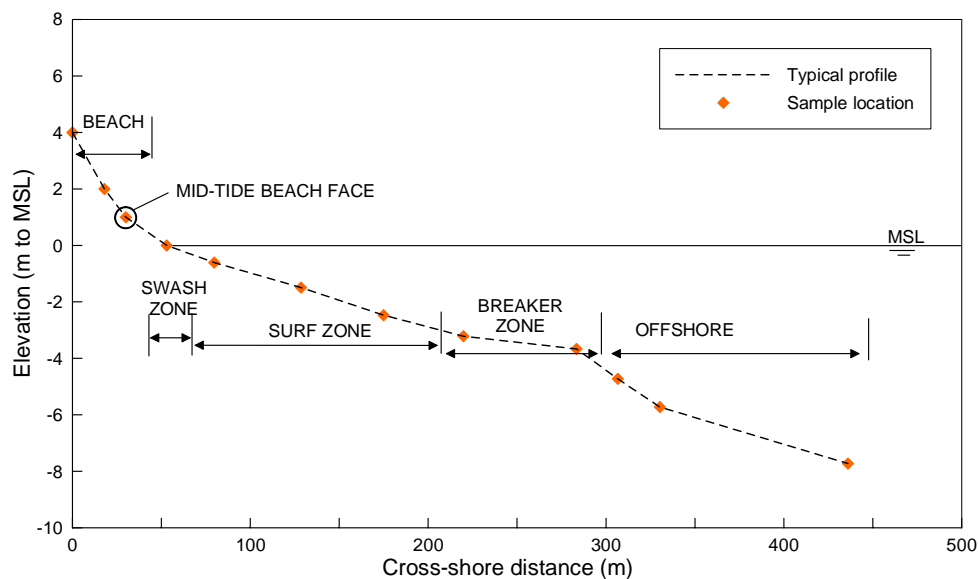 8
6
4
2
0
-2
-4
-6
-8
-10
Elevation (m to MSL)
Typical profile
Sample location
BEACH
MID-TIDE BEACH FACE
MSL
SWASH
ZONE
SURF ZONE
BREAKER
ZONE
OFFSHORE
0
100
200
300
400
500
Cross-shore distance (m)